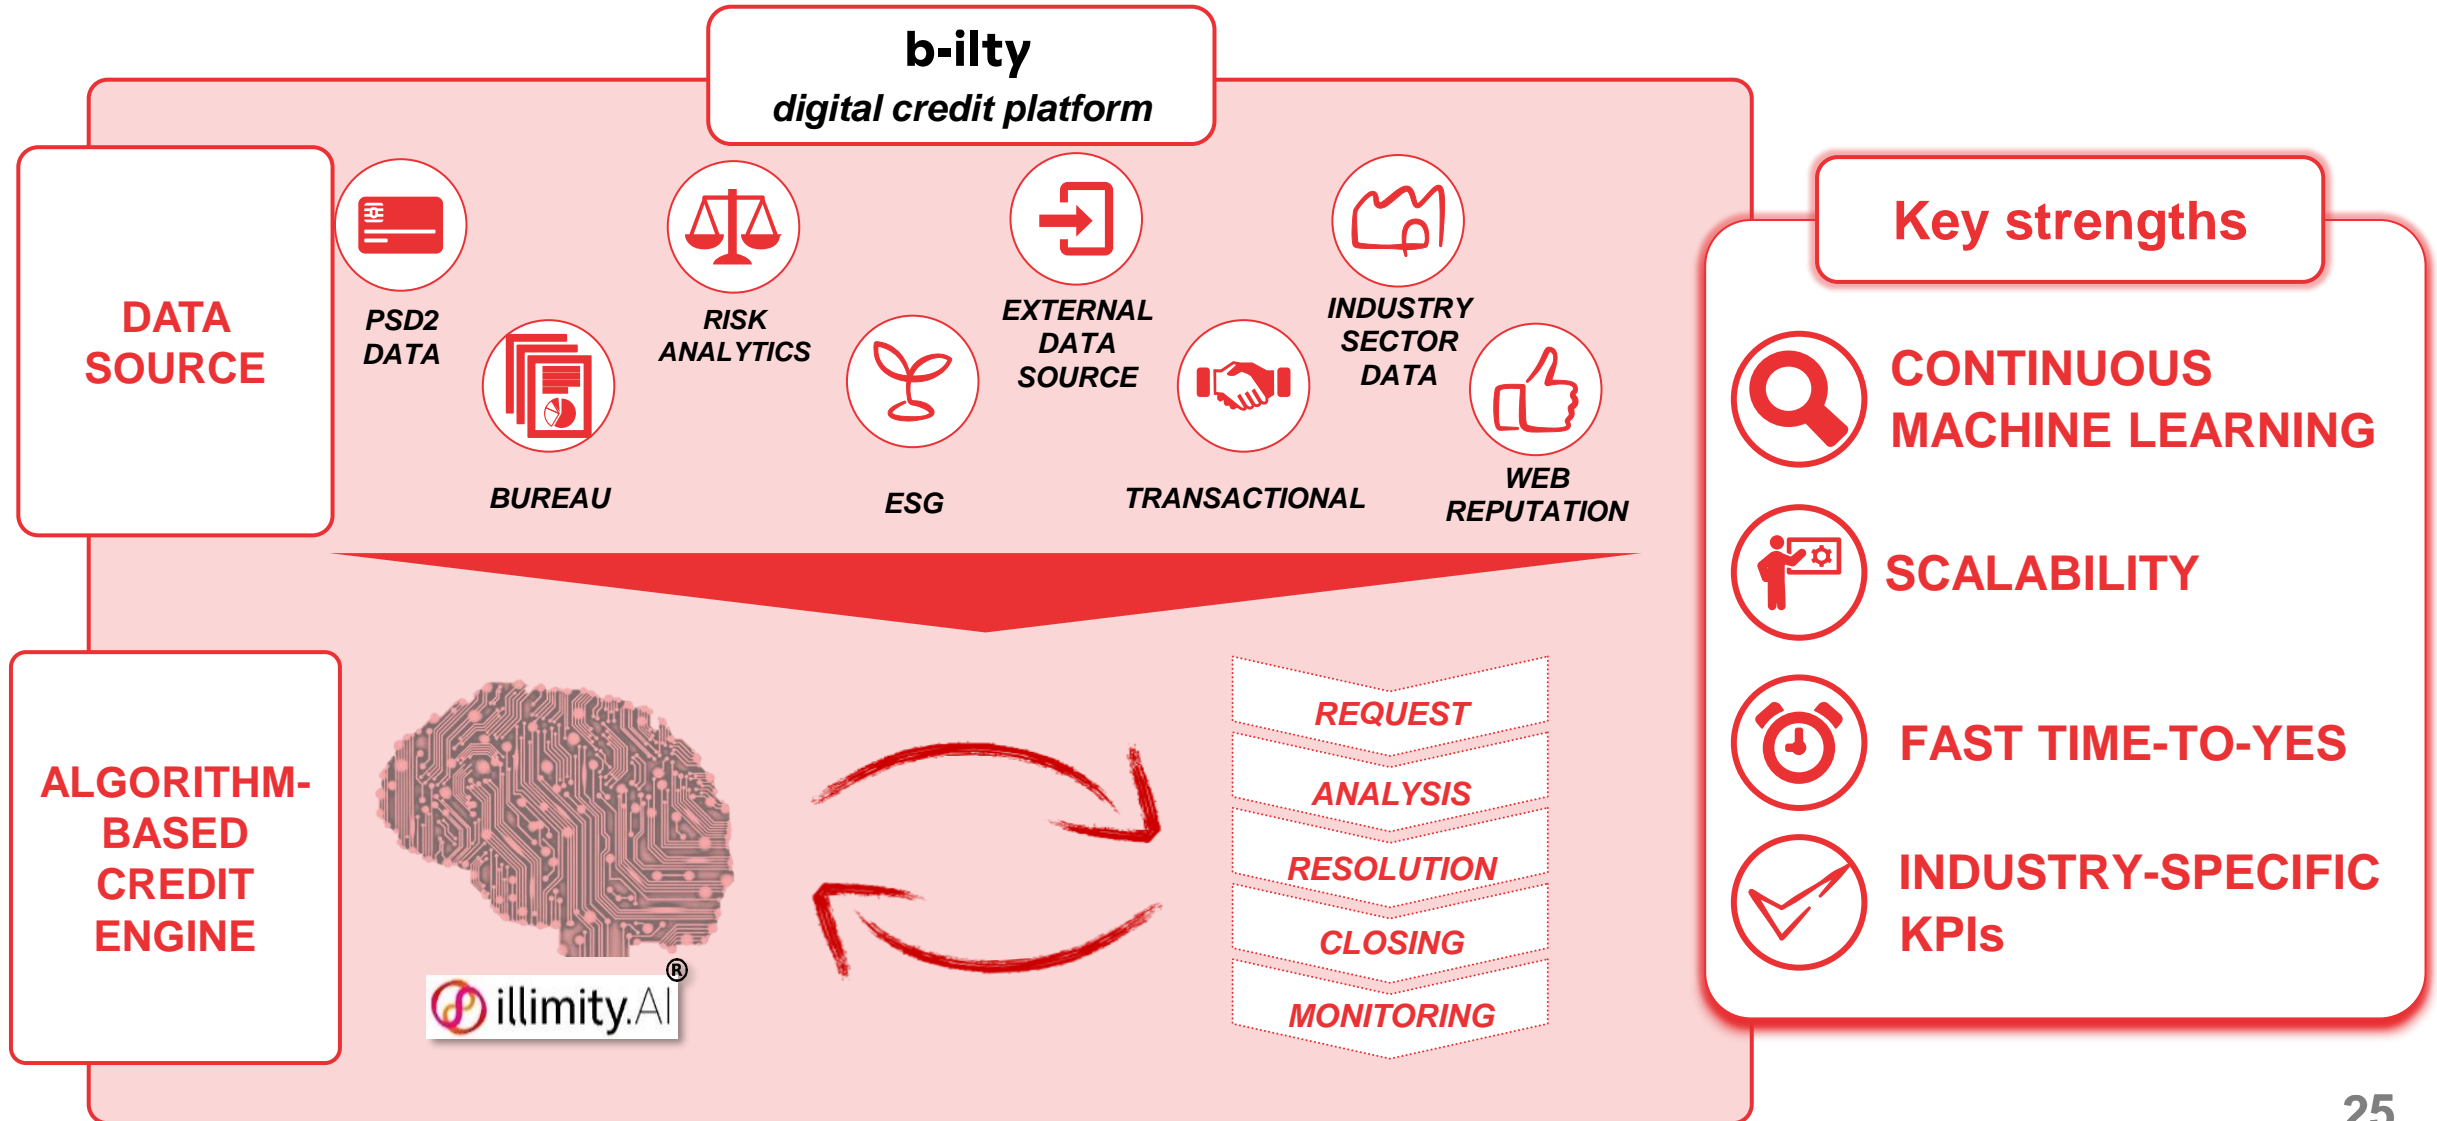 b-ilty
digital credit platform
DATA
SOURCE
PSD2
DATA
BUREAU
RISK
ANALYTICS
ESG
EXTERNAL
DATA
SOURCE
TRANSACTIONAL
INDUSTRY
SECTOR
DATA
WEB
REPUTATION
ALGORITHM-
BASED
CREDIT
ENGINE
illimity.AI®
REQUEST
ANALYSIS
RESOLUTION
CLOSING
MONITORING
Key strengths
CONTINUOUS
MACHINE LEARNING
SCALABILITY
FAST TIME-TO-YES
INDUSTRY-SPECIFIC
KPIs
25